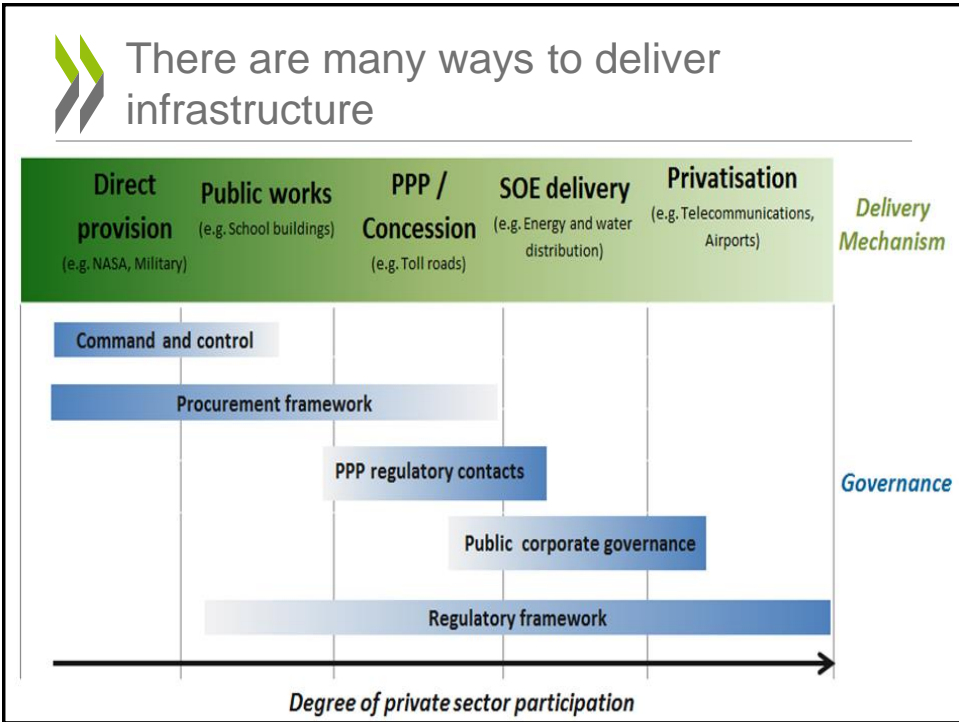 There are many ways to deliver
infrastructure
Direct
provision
(e.g. NASA, Military)
Public works
(e.g. School buildings)
PPP /
Concession
(e.g. Toll roads)
SOE delivery
(e.g. Energy and water
distribution)
Privatisation
(e.g. Telecommunications,
Airports)
Delivery
Mechanism
Command and control
Procurement framework
PPP regulatory contacts
Public corporate governance
Regulatory framework
Governance
Degree of private sector participation